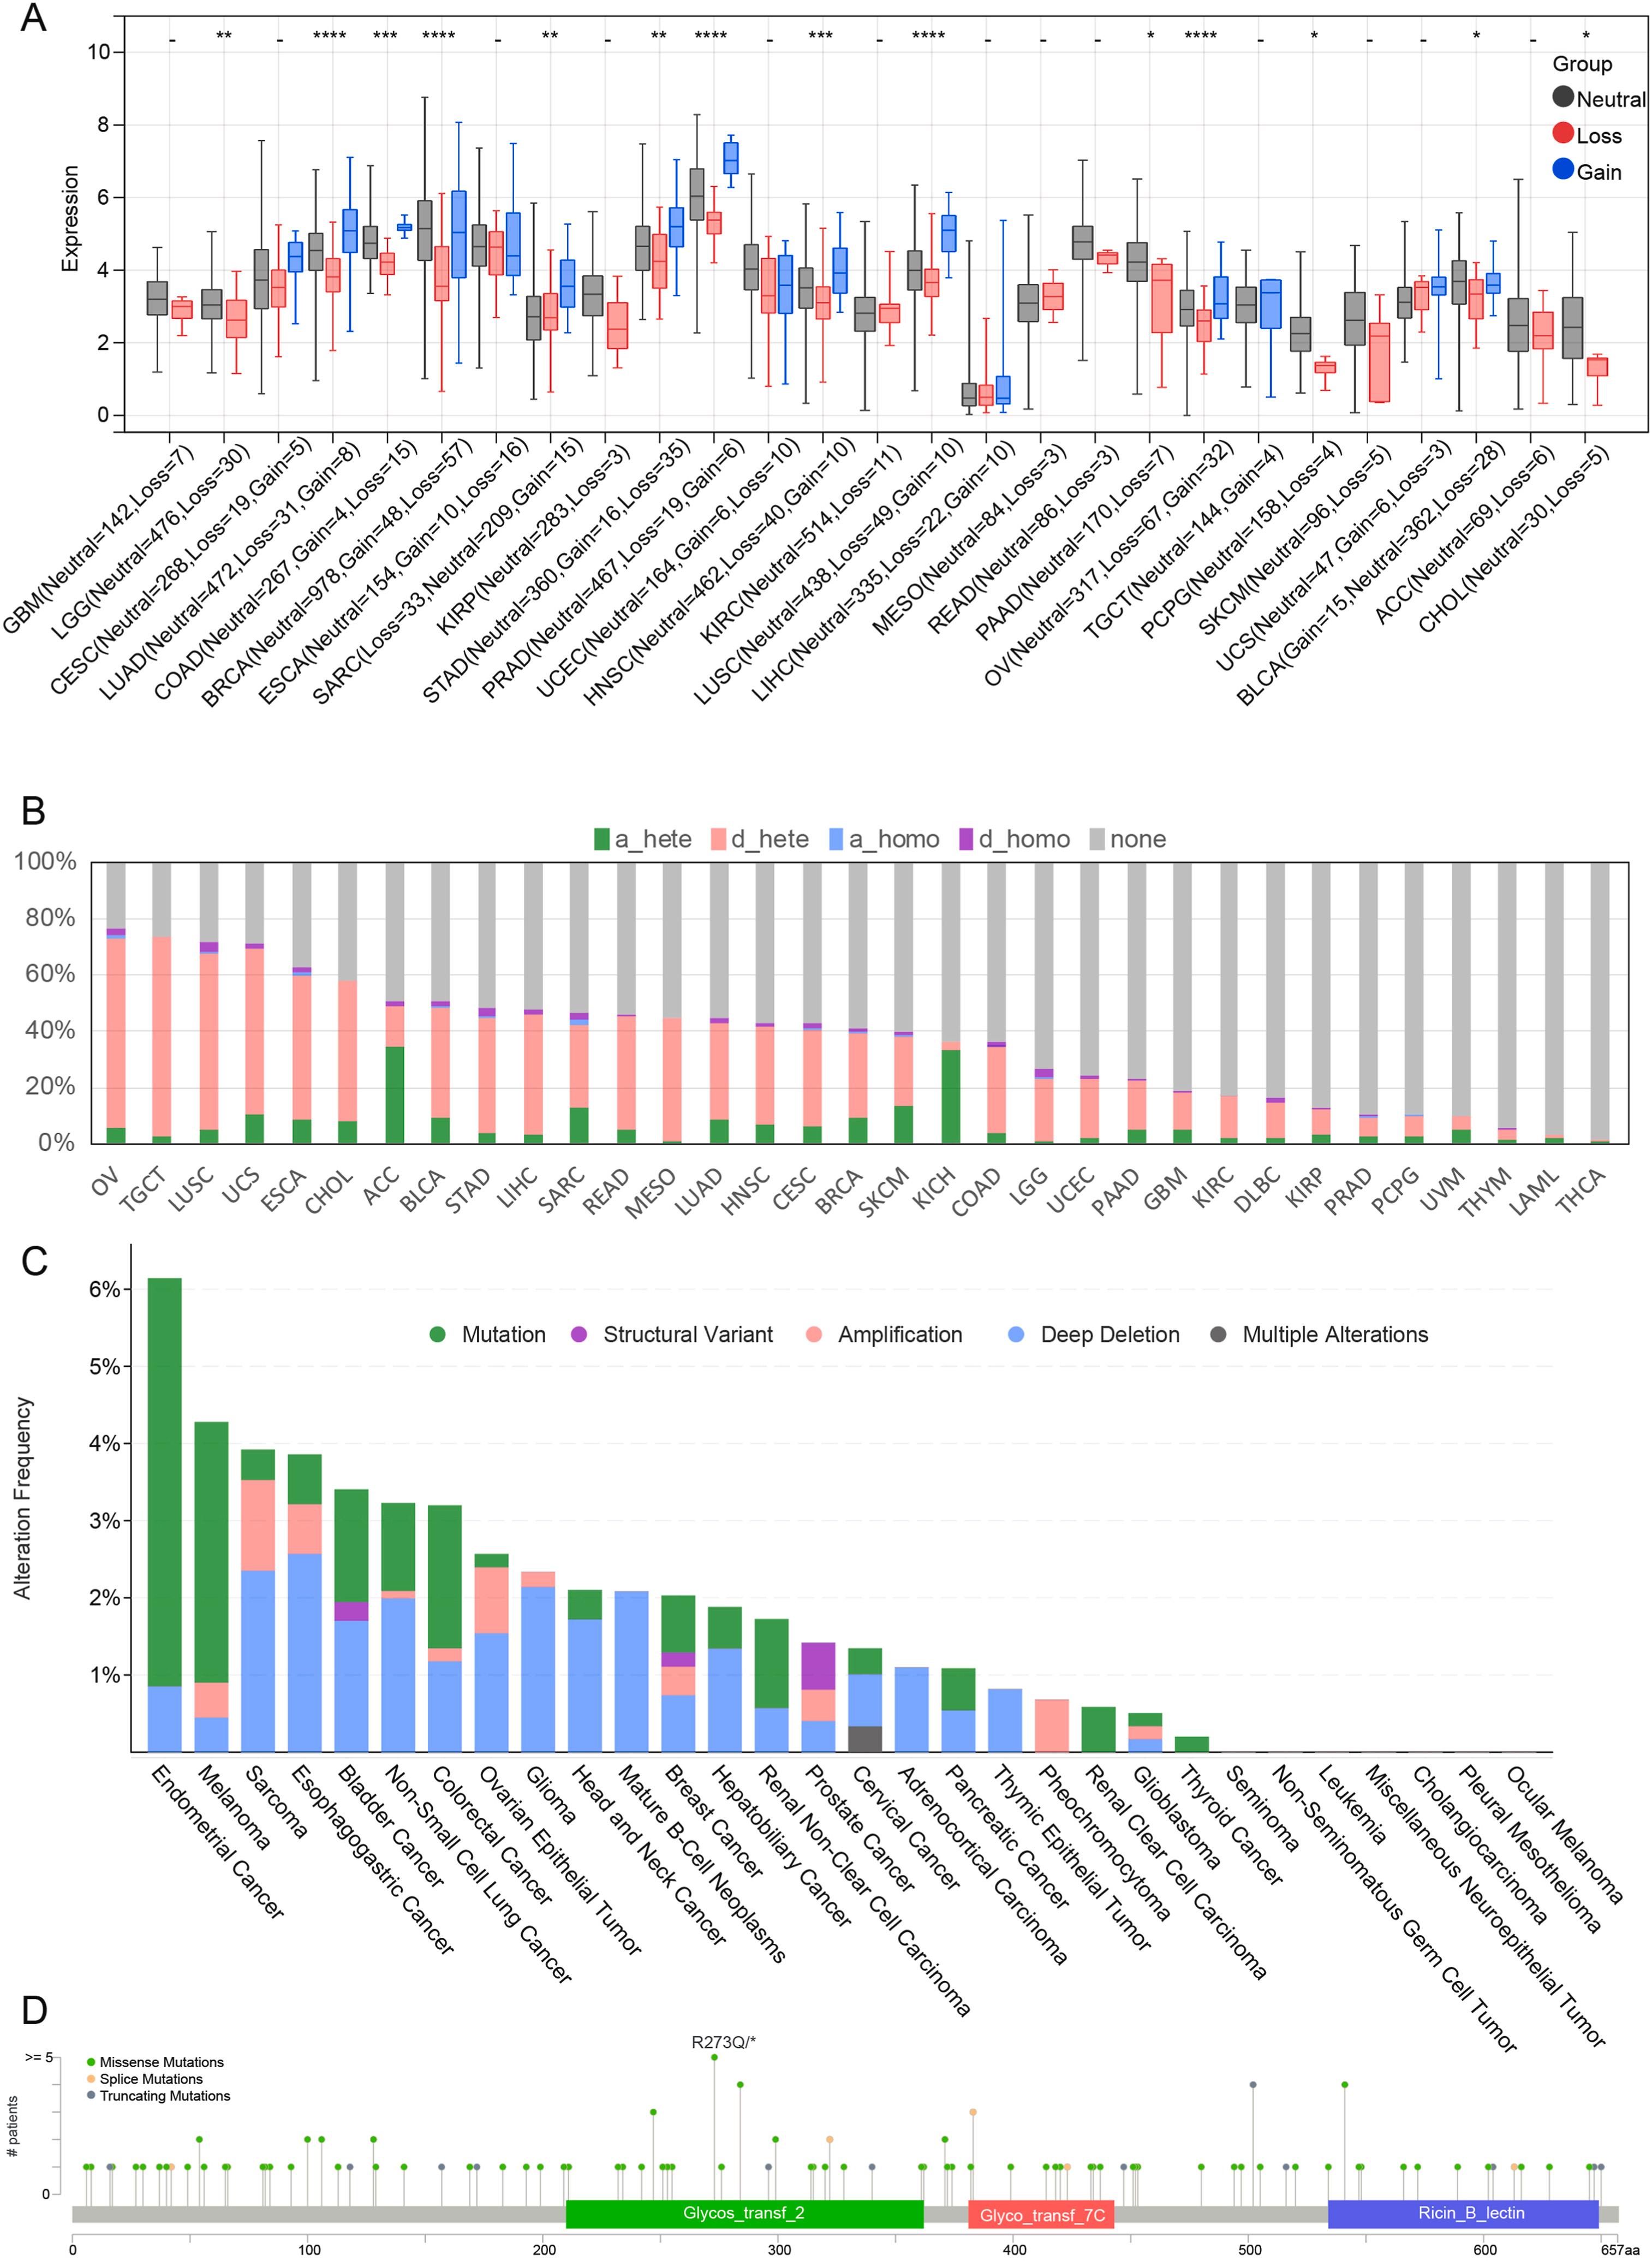 A
- ** - **** *** **** - ** - ** **** - *** - **** - - - * **** - * - - * - *
10
8
6
4
2
0
Expression
Group
Neutral
Loss
Gain
GBM(Neutral=142,Loss=7)
LGG(Neutral=476,Loss=30)
CESC(Neutral=268,Loss=19,Gain=5)
LUAD(Neutral=472,Loss=31,Gain=8)
COAD(Neutral=267,Gain=4,Loss=15)
BRCA(Neutral=978,Gain=48,Loss=57)
ESCA(Neutral=154,Gain=10,Loss=16)
SARC(Loss=33,Neutral=209,Gain=15)
KIRP(Neutral=283,Loss=3)
STAD(Neutral=360,Gain=16,Loss=35)
PRAD(Neutral=467,Loss=19,Gain=6)
UCEC(Neutral=164,Gain=6,Loss=10)
HNSC(Neutral=462,Loss=40,Gain=10)
KIRC(Neutral=514,Loss=11)
LUSC(Neutral=438,Loss=49,Gain=10)
LIHC(Neutral=335,Loss=22,Gain=10)
MESO(Neutral=84,Loss=3)
READ(Neutral=86,Loss=3)
PAAD(Neutral=170,Loss=7)
OV(Neutral=317,Loss=67,Gain=32)
TGCT(Neutral=144,Gain=4)
PCPG(Neutral=158,Loss=4)
SKCM(Neutral=96,Loss=5)
UCS(Neutral=47,Gain=6,Loss=3)
BLCA(Gain=15,Neutral=362,Loss=28)
ACC(Neutral=69,Loss=6)
CHOL(Neutral=30,Loss=5)
B
a_hete d_hete a_homo d_homo none
100%
80%
60%
40%
20%
0%
OV TGCT LUSC UCS ESCA CHOL ACC BLCA STAD LIHC SARC READ MESO LUAD HNSC CESC BRCA SKCM KICH COAD LGG UCEC PAAD GBM KIRC DLBC KIRP PRAD PCPG UVM THYM LAML THCA
C
6%
5%
4%
3%
2%
1%
Alteration Frequency
Mutation Structural Variant Amplification Deep Deletion Multiple Alterations
Endometrial Cancer
Melanoma
Sarcoma
Esophagogastric Cancer
Bladder Cancer
Non-Small Cell Lung Cancer
Colorectal Cancer
Ovarian Epithelial Tumor
Glioma
Head and Neck Cancer
Mature B-Cell Neoplasms
Breast Cancer
Hepatobiliary Cancer
Renal Non-Clear Cell Carcinoma
Prostate Cancer
Cervical Cancer
Adrenocortical Carcinoma
Pancreatic Cancer
Thymic Epithelial Tumor
Pheochromocytoma
Renal Clear Cell Carcinoma
Glioblastoma
Thyroid Cancer
Seminoma
Non-Seminomatous Germ Cell Tumor
Leukemia
Miscellaneous Neuroepithelial Tumor
Cholangiocarcinoma
Pleural Mesothelioma
Ocular Melanoma
D
R273Q/*
>= 5
0
# patients
Missense Mutations
Splice Mutations
Truncating Mutations
Glycos_transf_2
Glyco_transf_7C
Ricin_B_lectin
0 100 200 300 400 500 600 657aa